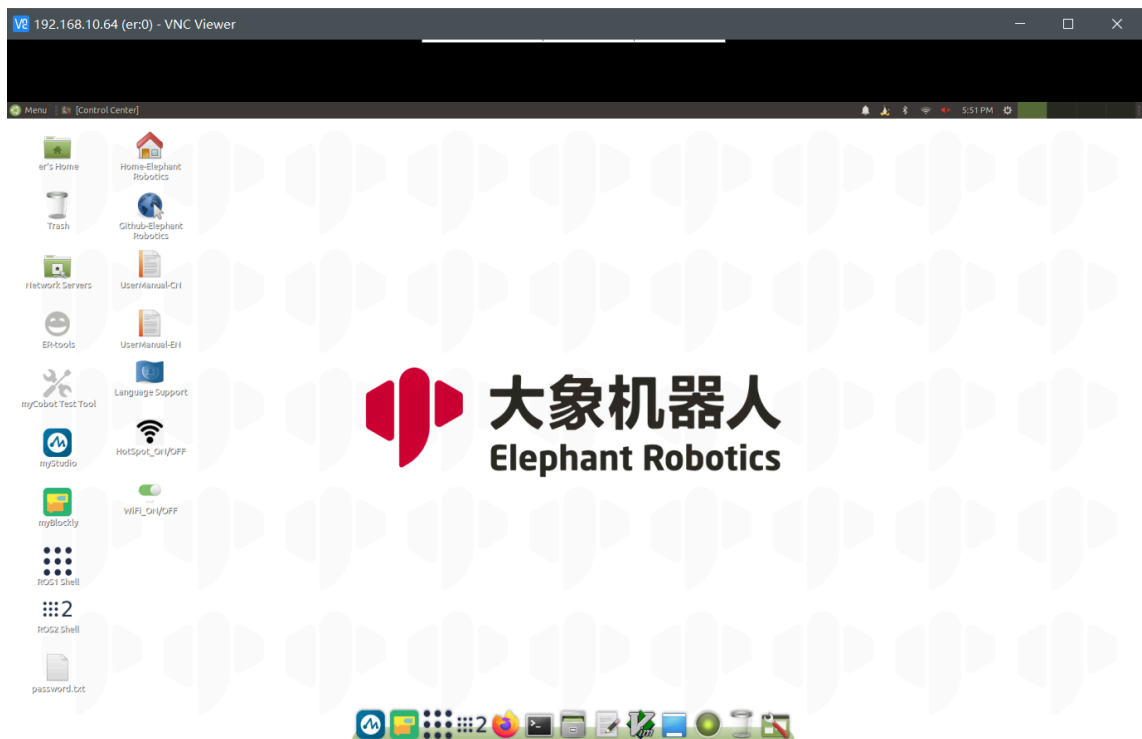 192.168.10.64 (er:0) - VNC Viewer
Menu
[Control Center]
5:51 PM
er's Home
Home-Elephant
Robotics
Trash
Github-Elephant
Robotics
Network Servers
UserManual-CN
ER-tools
UserManual-EN
myCobot Test Tool
Language Support
myStudio
HotSpot_ON/OFF
myBlockly
WiFi_ON/OFF
ROS1 Shell
2
ROS2 Shell
password.txt
大象机器人
Elephant Robotics
2